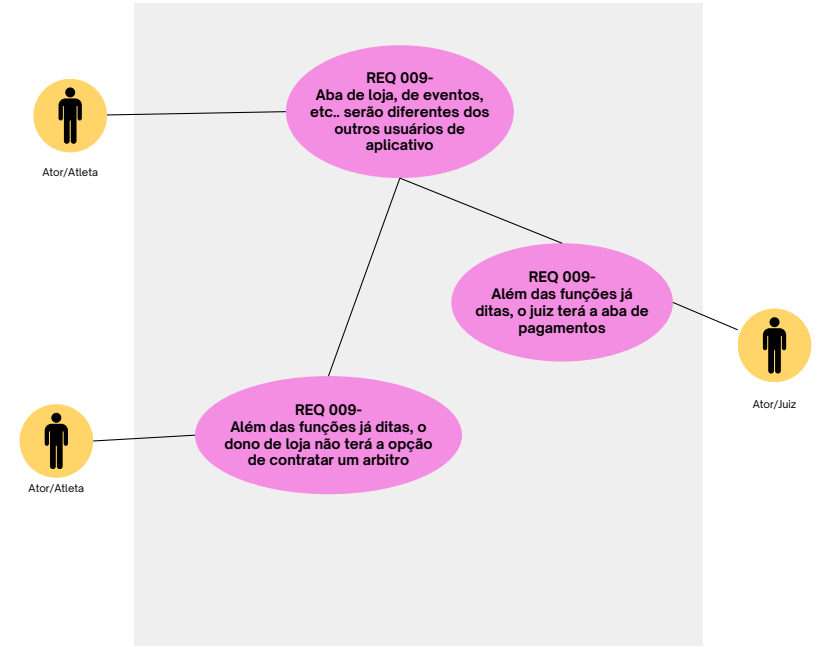 REQ 009-
Aba de loja, de eventos,
etc.. serão diferentes dos
outros usuários de
aplicativo
Ator/Atleta
REQ 009-
Além das funções já
ditas, o juiz terá a aba de
pagamentos
Ator/Juiz
REQ 009-
Além das funções já ditas, o
dono de loja não terá a opção
de contratar um arbitro
Ator/Atleta